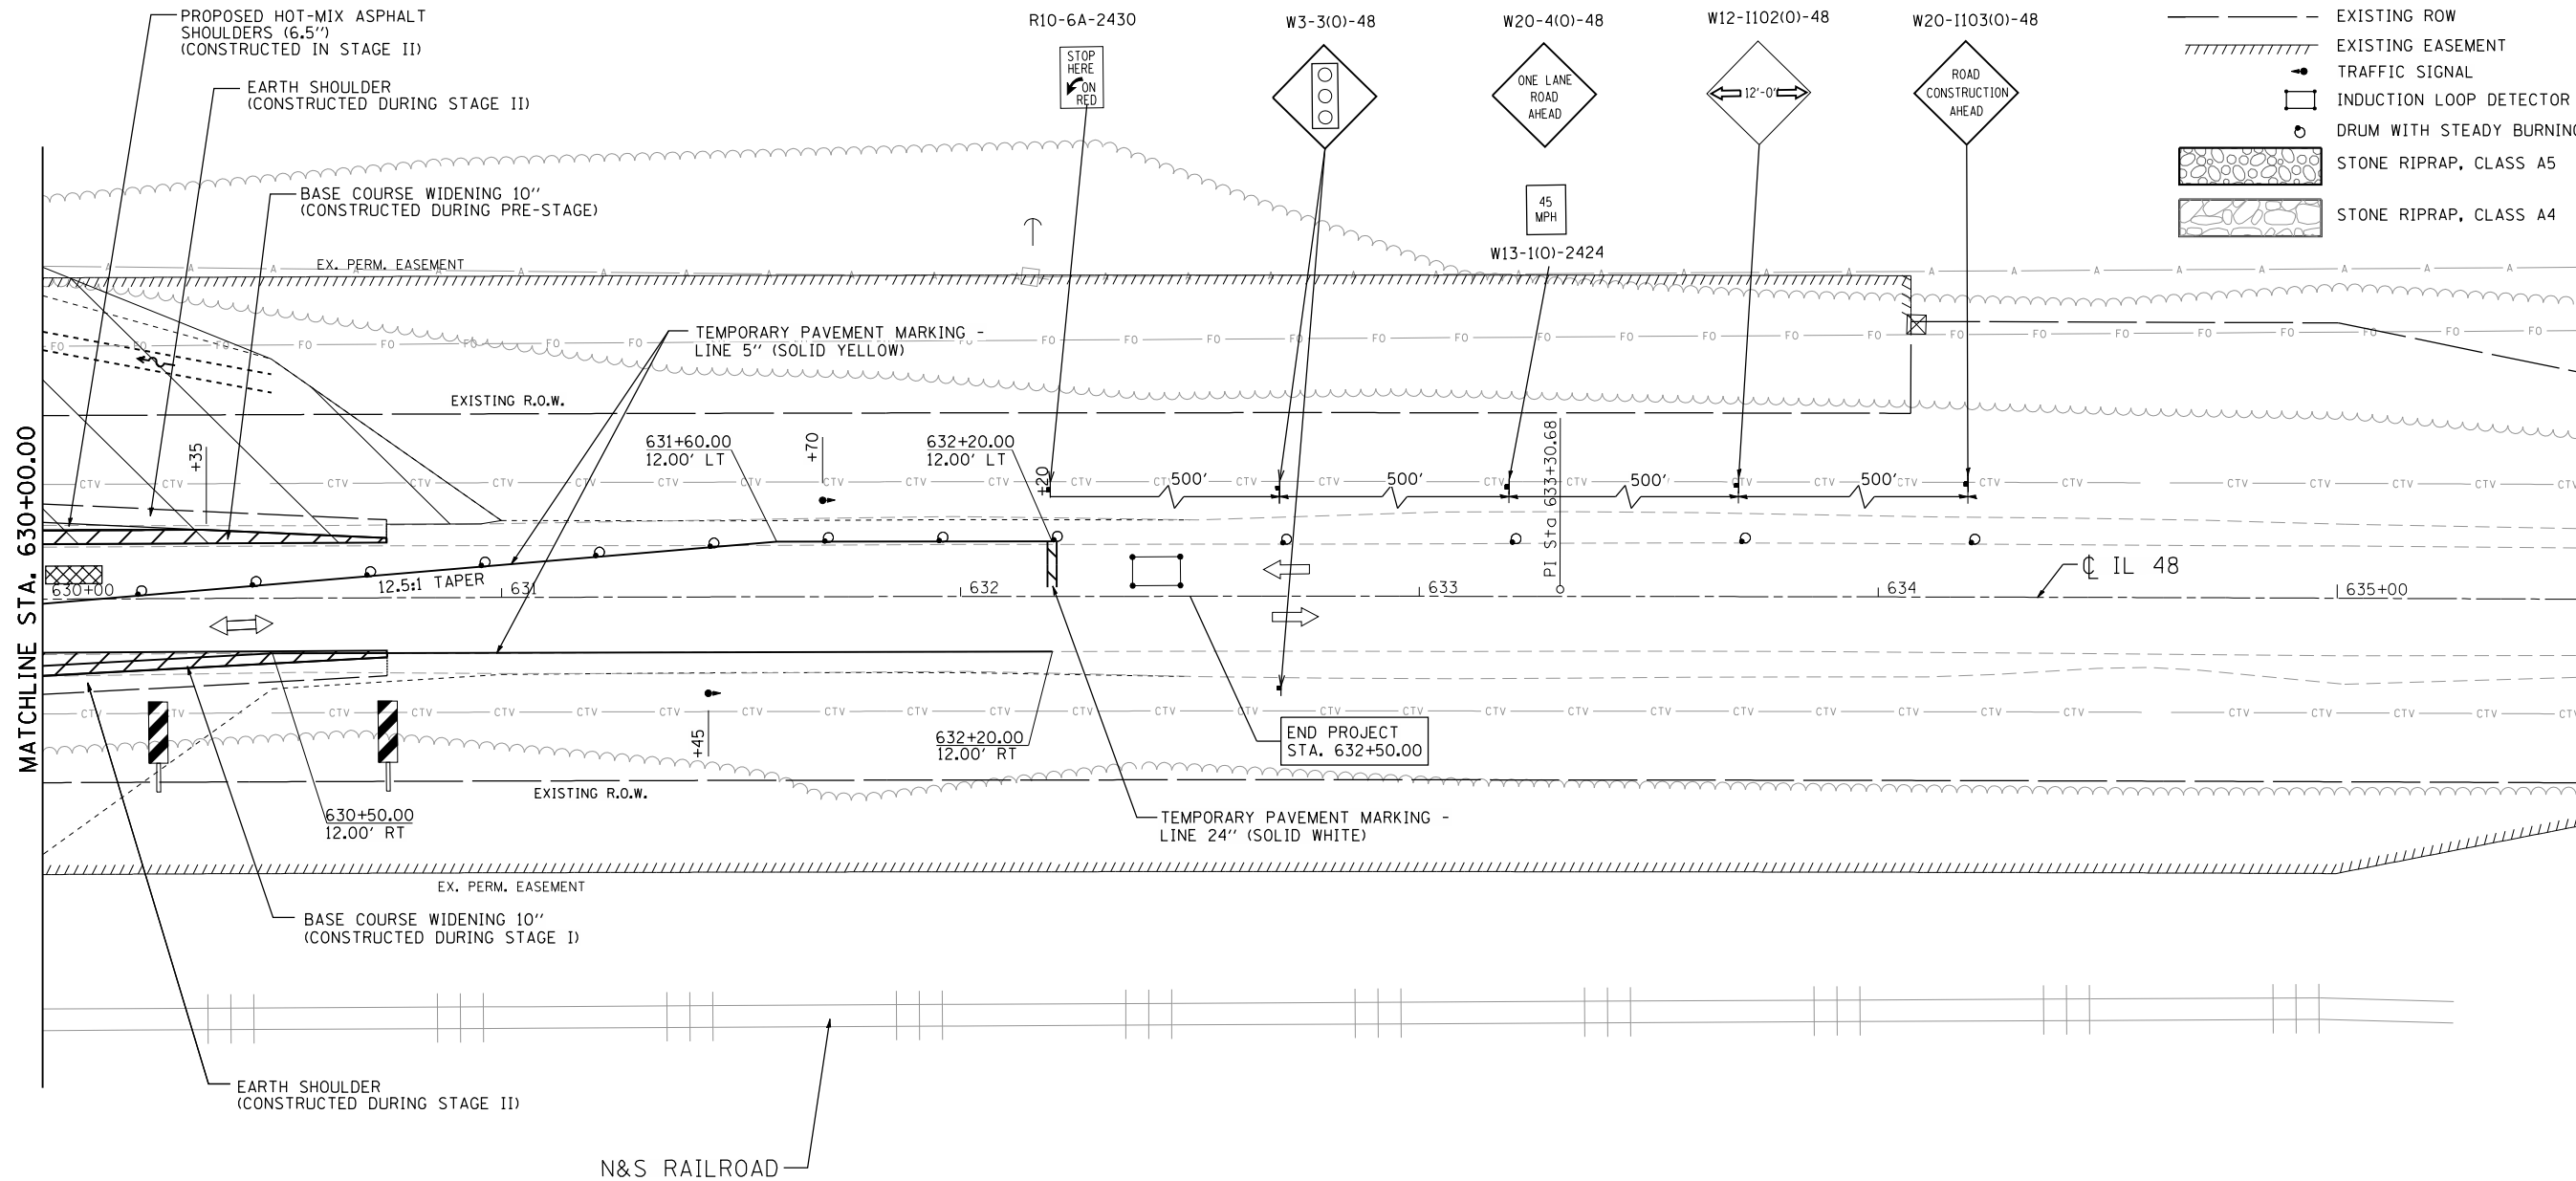 PROPOSED HOT-MIX ASPHALT
SHOULDERS (6.5")
(CONSTRUCTED IN STAGE II)
EARTH SHOULDER
(CONSTRUCTED DURING STAGE II)
BASE COURSE WIDENING 10"
(CONSTRUCTED DURING PRE-STAGE)
R10-6A-2430
STOP
HERE
ON
RED
W3-3(O)-48
W20-4(O)-48
ONE LANE
ROAD
AHEAD
45
MPH
W13-1(O)-2424
W12-I102(O)-48
12'-0"
W20-I103(O)-48
ROAD
CONSTRUCTION
AHEAD
EXISTING ROW
EXISTING EASEMENT
TRAFFIC SIGNAL
INDUCTION LOOP DETECTOR
DRUM WITH STEADY BURNING
STONE RIPRAP, CLASS A5
STONE RIPRAP, CLASS A4
EX. PERM. EASEMENT
TEMPORARY PAVEMENT MARKING -
LINE 5" (SOLID YELLOW)
EXISTING R.O.W.
MATCHLINE STA. 630+00.00
+35
631+60.00
12.00' LT
+70
632+20.00
12.00' LT
+20
500'
500'
500'
500'
PI Sta 633+30.68
12.5:1 TAPER
630+00
631
632
633
634
635+00
℄ IL 48
+45
632+20.00
12.00' RT
END PROJECT
STA. 632+50.00
630+50.00
12.00' RT
EXISTING R.O.W.
TEMPORARY PAVEMENT MARKING -
LINE 24" (SOLID WHITE)
EX. PERM. EASEMENT
BASE COURSE WIDENING 10"
(CONSTRUCTED DURING STAGE I)
EARTH SHOULDER
(CONSTRUCTED DURING STAGE II)
N&S RAILROAD